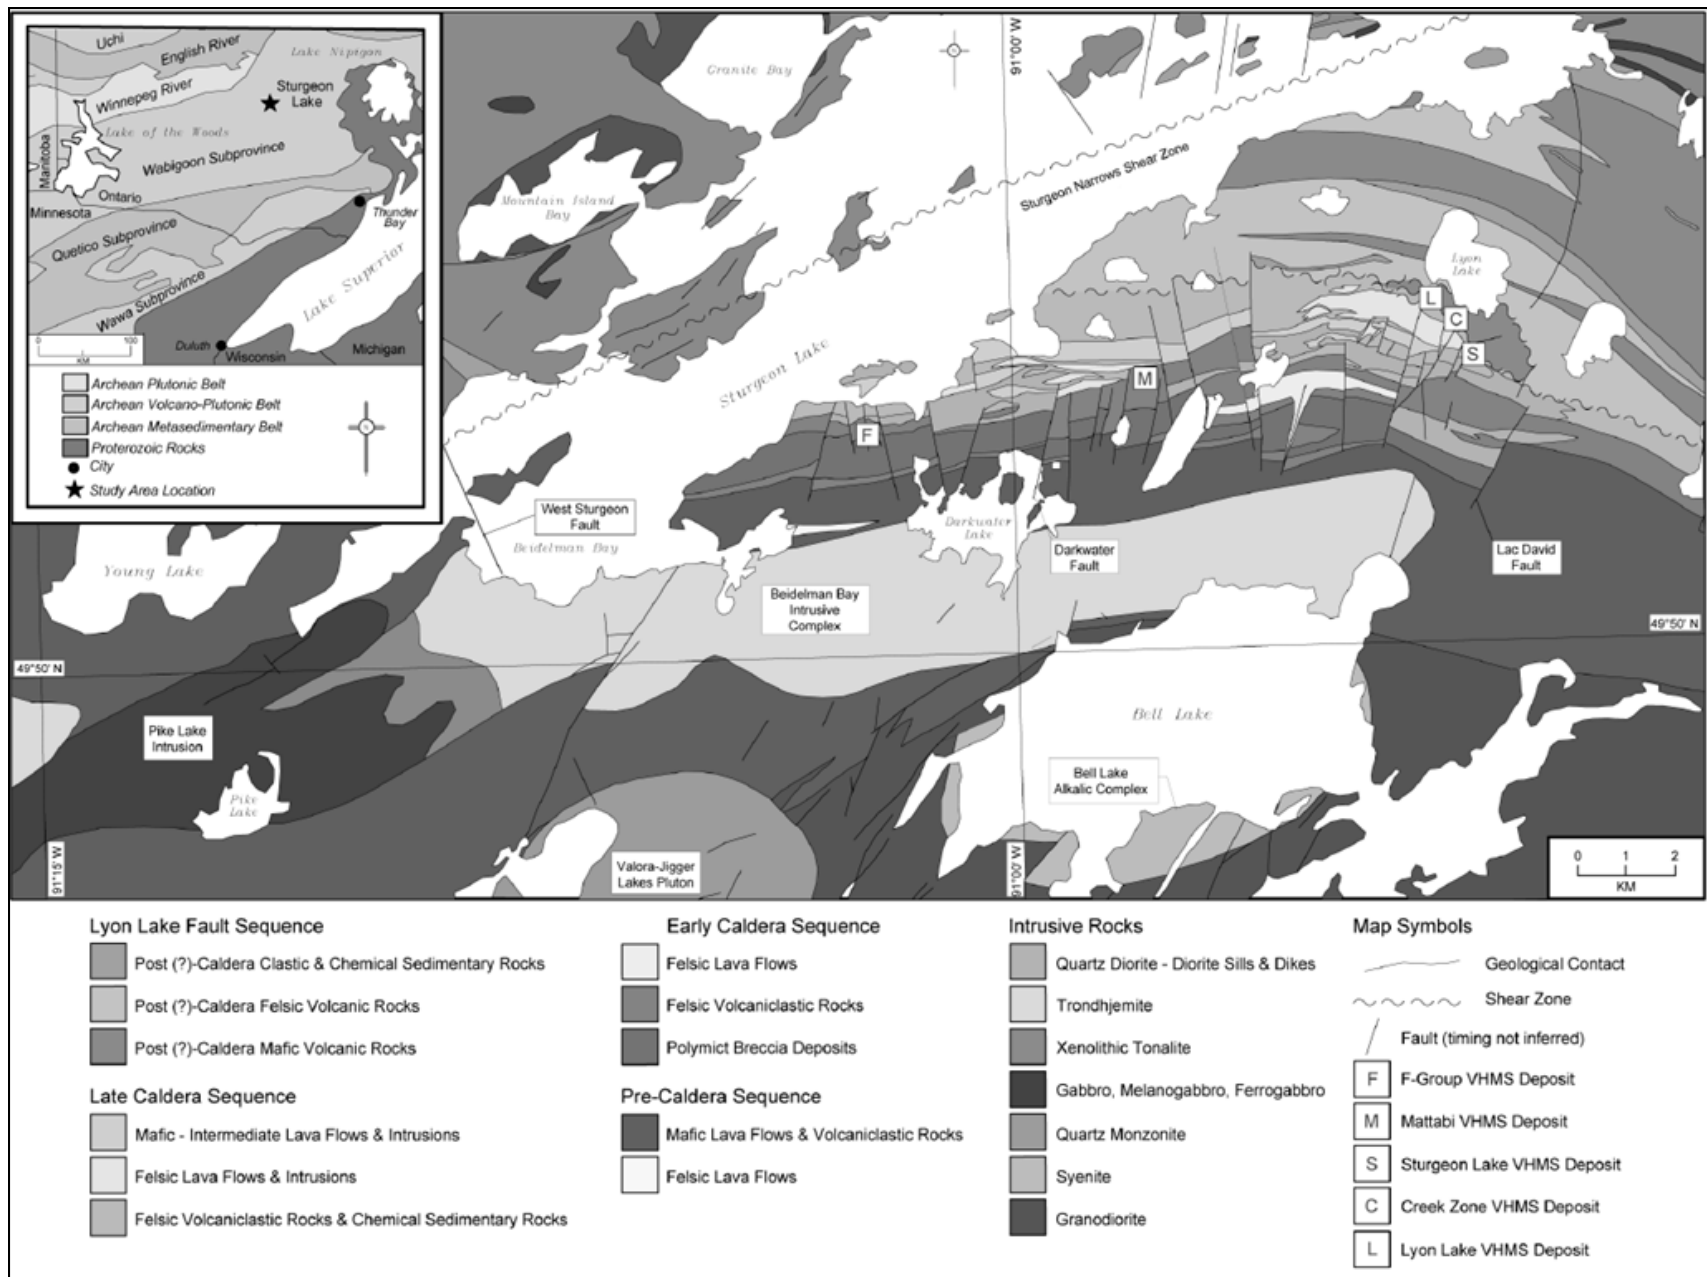 Uchi
English River
Lake Nipigon
Winnepeg River
Sturgeon
Lake
Lake of the Woods
Manitoba
Wabigoon Subprovince
Ontario
Minnesota
Thunder
Bay
Quetico Subprovince
Lake Superior
Wawa Subprovince
Duluth
Wisconsin
Michigan
0 100
KM
Archean Plutonic Belt
Archean Volcano-Plutonic Belt
Archean Metasedimentary Belt
Proterozoic Rocks
City
Study Area Location
N
Granite Bay
N
91°00' W
Mountain Island
Bay
Sturgeon Narrows Shear Zone
Lyon
Lake
L
C
S
M
F
Sturgeon Lake
West Sturgeon
Fault
Beidelman Bay
Darkwater
Lake
Darkwater
Fault
Lac David
Fault
Young Lake
Beidelman Bay
Intrusive
Complex
49°50' N
49°50' N
Pike Lake
Intrusion
Bell Lake
Bell Lake
Alkalic Complex
Pike
Lake
Valora-Jigger
Lakes Pluton
91°15' W
91°00' W
0 1 2
KM
Lyon Lake Fault Sequence
Post (?)-Caldera Clastic & Chemical Sedimentary Rocks
Post (?)-Caldera Felsic Volcanic Rocks
Post (?)-Caldera Mafic Volcanic Rocks
Late Caldera Sequence
Mafic - Intermediate Lava Flows & Intrusions
Felsic Lava Flows & Intrusions
Felsic Volcaniclastic Rocks & Chemical Sedimentary Rocks
Early Caldera Sequence
Felsic Lava Flows
Felsic Volcaniclastic Rocks
Polymict Breccia Deposits
Pre-Caldera Sequence
Mafic Lava Flows & Volcaniclastic Rocks
Felsic Lava Flows
Intrusive Rocks
Quartz Diorite - Diorite Sills & Dikes
Trondhjemite
Xenolithic Tonalite
Gabbro, Melanogabbro, Ferrogabbro
Quartz Monzonite
Syenite
Granodiorite
Map Symbols
Geological Contact
Shear Zone
Fault (timing not inferred)
F F-Group VHMS Deposit
M Mattabi VHMS Deposit
S Sturgeon Lake VHMS Deposit
C Creek Zone VHMS Deposit
L Lyon Lake VHMS Deposit